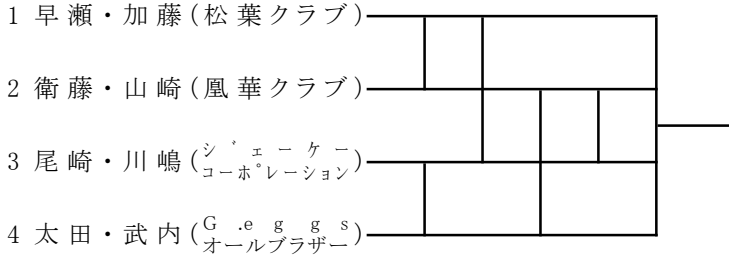 1 早瀬・加藤(松葉クラブ)
2 衛藤・山崎(凰華クラブ)
3 尾崎・川嶋(ジェーケーコーポレーション)
4 太田・武内(G.eggsオールブラザー)